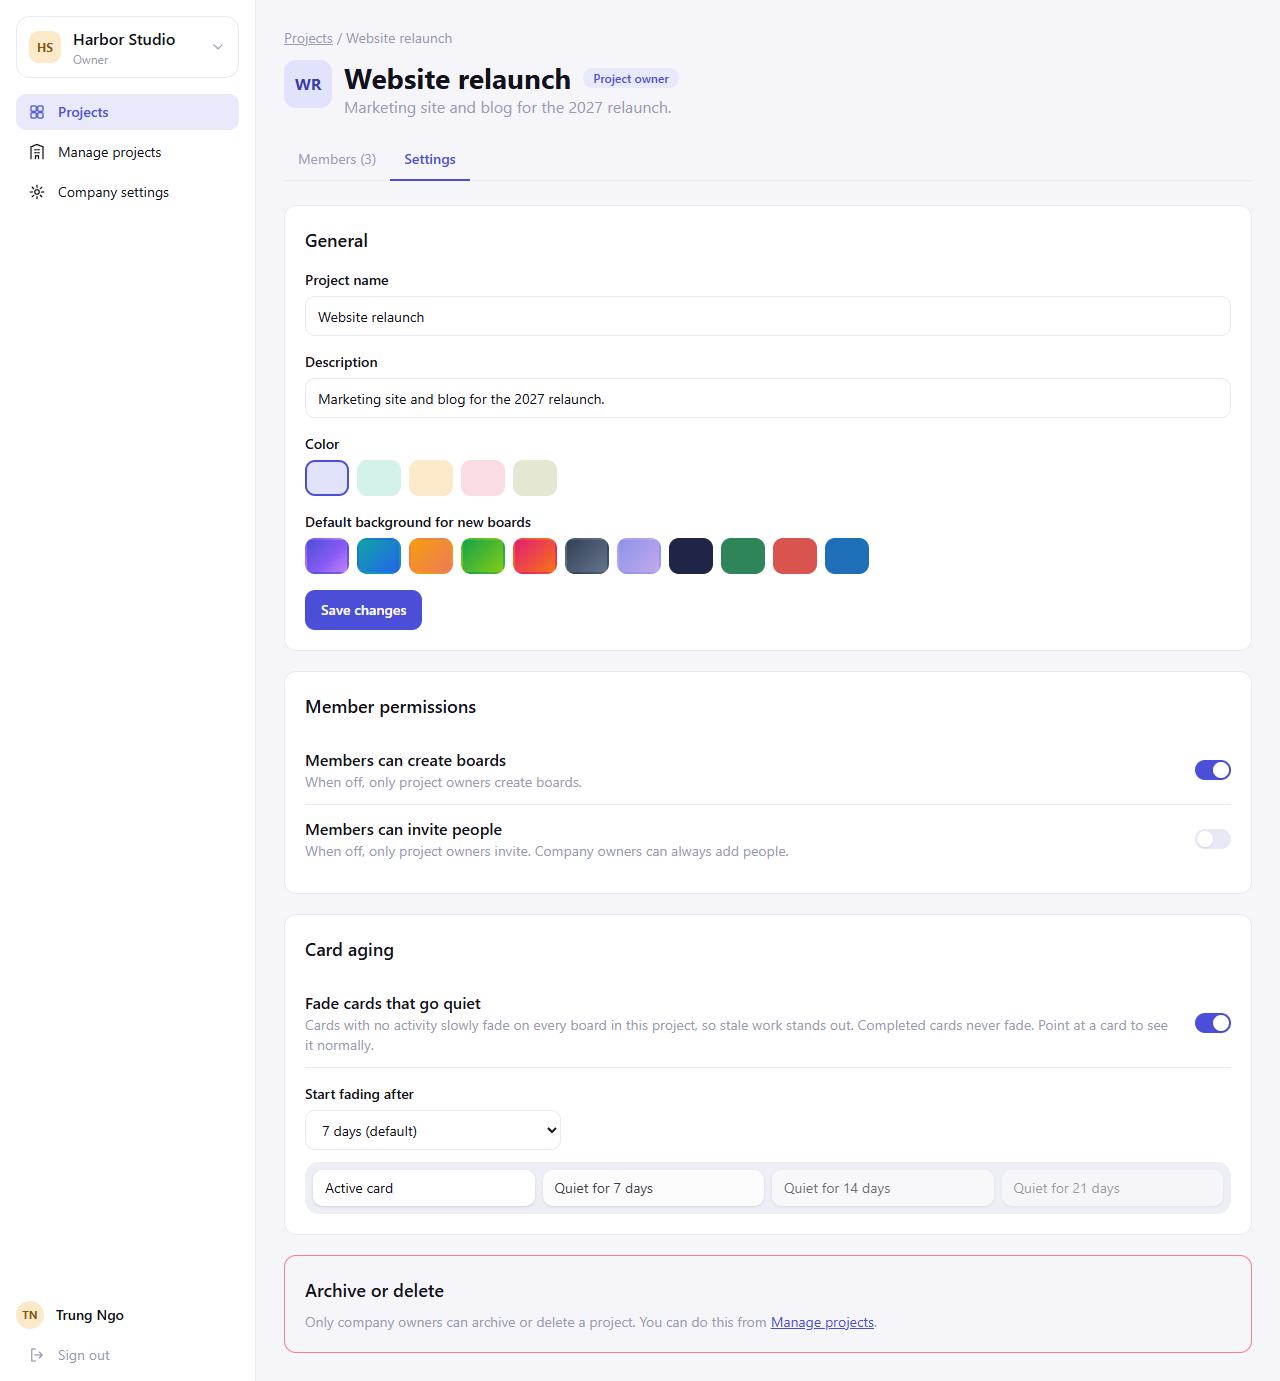 HS
Harbor Studio
Owner
Projects
Manage projects
Company settings
Projects / Website relaunch
WR
Website relaunch
Project owner
Marketing site and blog for the 2027 relaunch.
Members (3)
Settings
General
Project name
Website relaunch
Description
Marketing site and blog for the 2027 relaunch.
Color
Default background for new boards
Save changes
Member permissions
Members can create boards
When off, only project owners create boards.
Members can invite people
When off, only project owners invite. Company owners can always add people.
Card aging
Fade cards that go quiet
Cards with no activity slowly fade on every board in this project, so stale work stands out. Completed cards never fade. Point at a card to see
it normally.
Start fading after
7 days (default)
Active card
Quiet for 7 days
Quiet for 14 days
Quiet for 21 days
Archive or delete
Only company owners can archive or delete a project. You can do this from Manage projects.
TN
Trung Ngo
Sign out